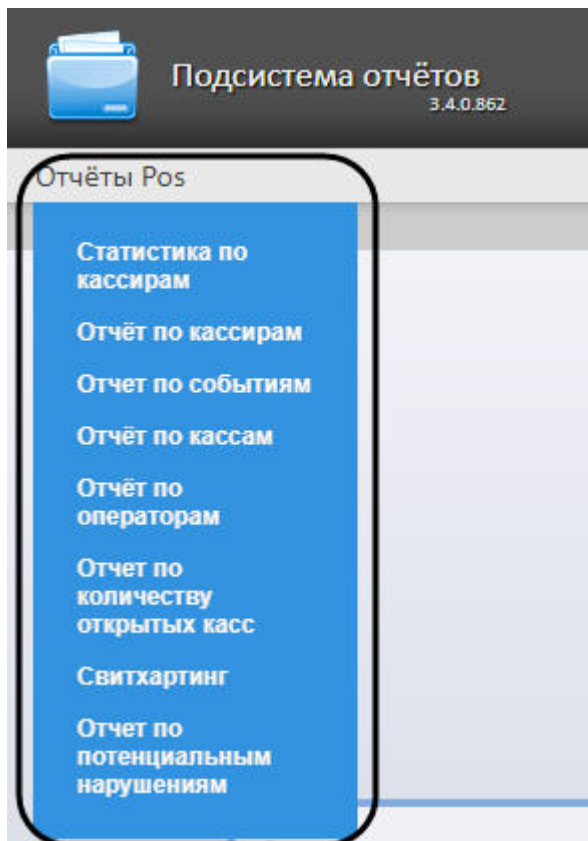 Подсистема отчётов
3.4.0.862
Отчёты Pos
Статистика по
кассирам
Отчёт по кассирам
Отчет по событиям
Отчёт по кассам
Отчёт по
операторам
Отчет по
количеству
открытых касс
Свитхартинг
Отчет по
потенциальным
нарушениям